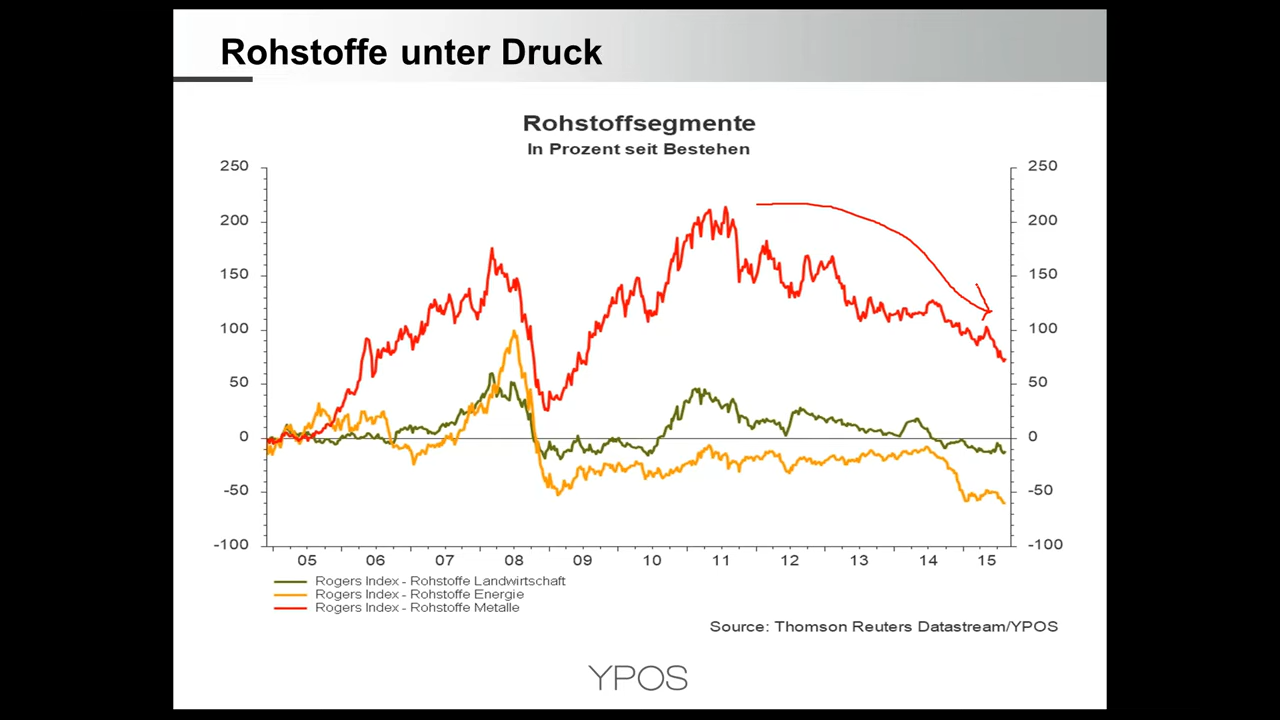 Rohstoffe unter Druck
Rohstoffsegmente
In Prozent seit Bestehen
250 250
200 200
150 150
100 100
50 50
0 0
-50 -50
-100 -100
05 06 07 08 09 10 11 12 13 14 15
Rogers Index - Rohstoffe Landwirtschaft
Rogers Index - Rohstoffe Energie
Rogers Index - Rohstoffe Metalle
Source: Thomson Reuters Datastream/YPOS
YPOS